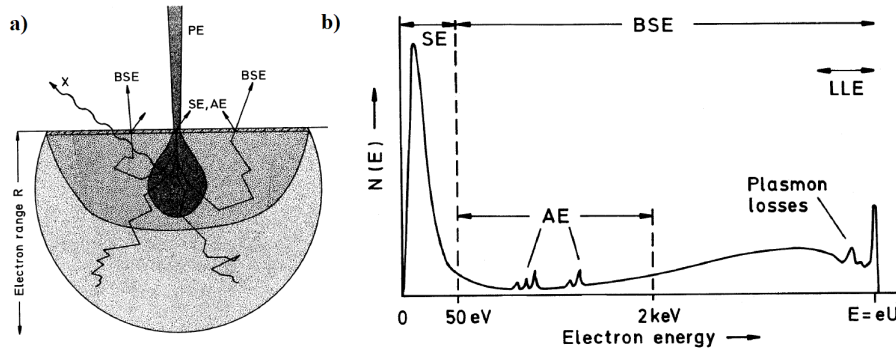 a)
PE
BSE
BSE
X
SE, AE
Electron range R
b)
SE
BSE
LLE
N(E)
AE
Plasmon
losses
0
50 eV
2 keV
E=eU
Electron energy